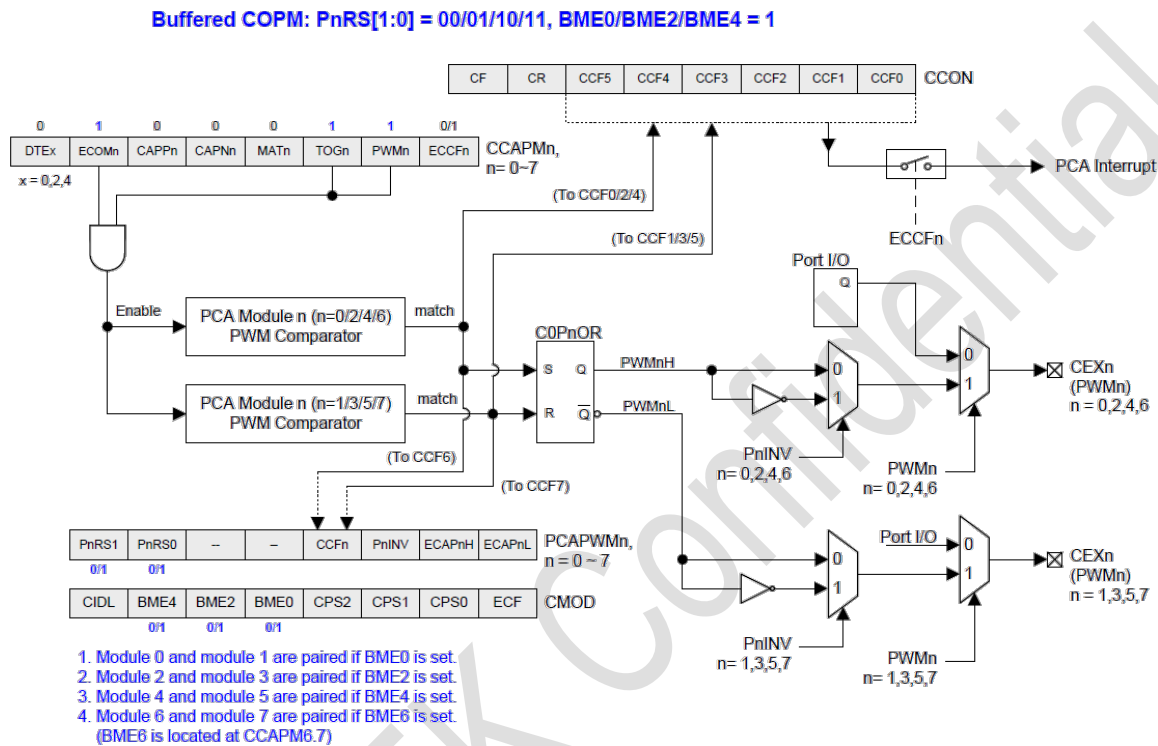 Buffered COPM: PnRS[1:0] = 00/01/10/11, BME0/BME2/BME4 = 1
CF CR CCF5 CCF4 CCF3 CCF2 CCF1 CCF0 CCON
0 1 0 0 0 1 1 0/1
DTEx ECOMn CAPPn CAPNn MATn TOGn PWMn ECCFn CCAPMn,
n= 0~7
x = 0,2,4
PCA Interrupt
(To CCF0/2/4)
(To CCF1/3/5)
ECCFn
Port I/O
Q
Enable
PCA Module n (n=0/2/4/6)
PWM Comparator
match
C0PnOR
S Q
PWMnH
0
1
0
1
CEXn
(PWMn)
n = 0,2,4,6
PCA Module n (n=1/3/5/7)
PWM Comparator
match
R Q
PWMnL
(To CCF6)
(To CCF7)
PnINV
n= 0,2,4,6
PWMn
n= 0,2,4,6
PnRS1 PnRS0 -- -- CCFn PnINV ECAPnH ECAPnL PCAPWMn,
n = 0 ~ 7
0/1 0/1
CIDL BME4 BME2 BME0 CPS2 CPS1 CPS0 ECF CMOD
0/1 0/1 0/1
Port I/O
0
1
0
1
CEXn
(PWMn)
n = 1,3,5,7
PnINV
n= 1,3,5,7
PWMn
n= 1,3,5,7
1. Module 0 and module 1 are paired if BME0 is set.
2. Module 2 and module 3 are paired if BME2 is set.
3. Module 4 and module 5 are paired if BME4 is set.
4. Module 6 and module 7 are paired if BME6 is set.
(BME6 is located at CCAPM6.7)
K Confidential